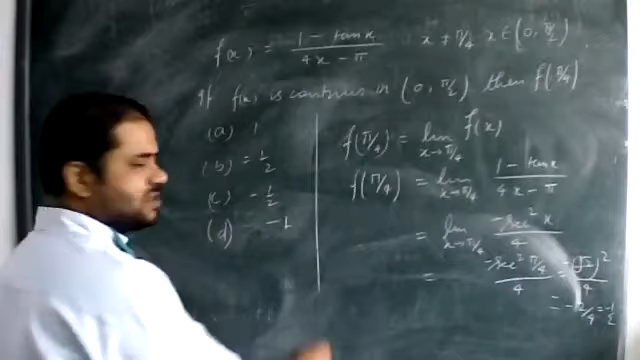 f(x) = (1 - tan x)/(4x - π) x ≠ π/4 x ∈ (0, π/2)
If f(x) is continus in (0, π/2) then f(π/4)
(a) 1
(b) = 1/2
(c) - 1/2
(d) - 1
f(π/4) = lim x→π/4 f(x)
f(π/4) = lim x→π/4 (1 - tan x)/(4x - π)
= lim x→π/4 (-sec² x)/4
= (-sec² π/4)/4 = (-(√2)²)/4
= -2/4 = -1/2